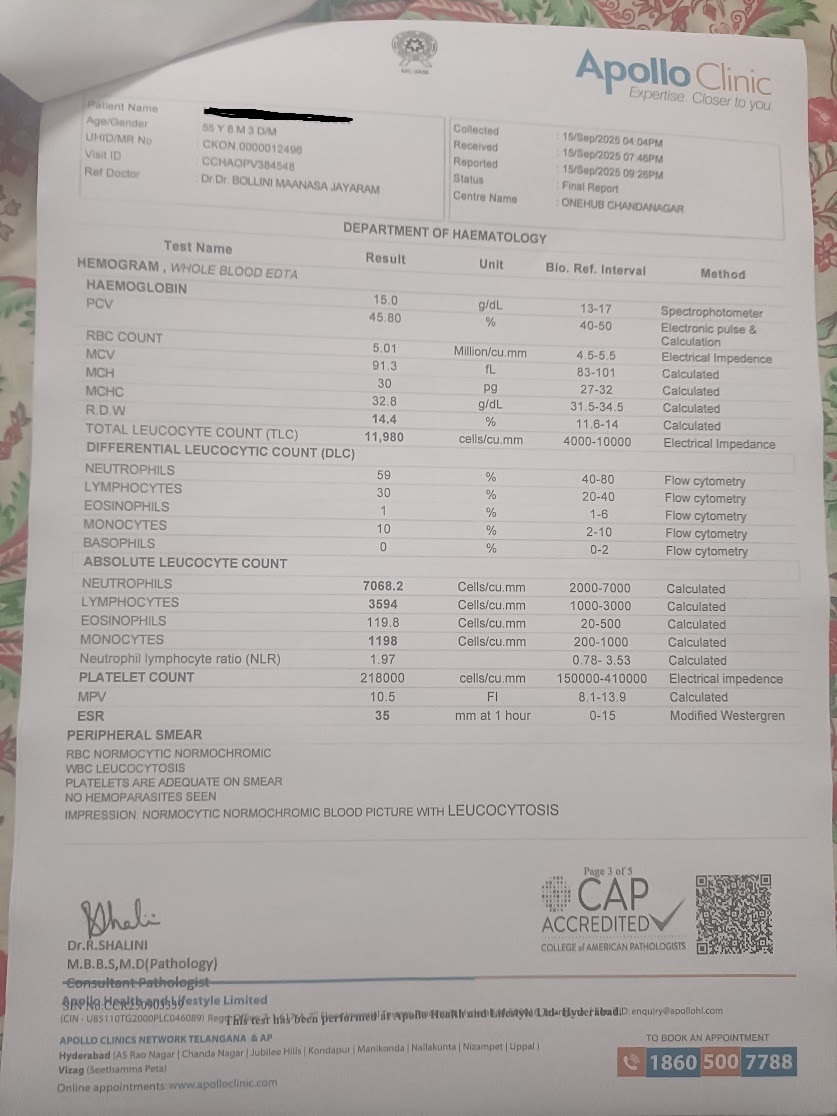 Apollo Clinic
Expertise. Closer to you.
Patient Name
Age/Gender : 55 Y 8 M 3 D/M
UHID/MR No : CKON.0000012496
Visit ID : CCHAOPV384548
Ref Doctor : Dr.Dr. BOLLINI MAANASA JAYARAM
Collected : 15/Sep/2025 04:04PM
Received : 15/Sep/2025 07:46PM
Reported : 15/Sep/2025 09:26PM
Status : Final Report
Centre Name : ONEHUB CHANDANAGAR
DEPARTMENT OF HAEMATOLOGY
Test Name Result Unit Bio. Ref. Interval Method
HEMOGRAM , WHOLE BLOOD EDTA
HAEMOGLOBIN 15.0 g/dL 13-17 Spectrophotometer
PCV 45.80 % 40-50 Electronic pulse &
Calculation
RBC COUNT 5.01 Million/cu.mm 4.5-5.5 Electrical Impedence
MCV 91.3 fL 83-101 Calculated
MCH 30 pg 27-32 Calculated
MCHC 32.8 g/dL 31.5-34.5 Calculated
R.D.W 14.4 % 11.6-14 Calculated
TOTAL LEUCOCYTE COUNT (TLC) 11,980 cells/cu.mm 4000-10000 Electrical Impedance
DIFFERENTIAL LEUCOCYTIC COUNT (DLC)
NEUTROPHILS 59 % 40-80 Flow cytometry
LYMPHOCYTES 30 % 20-40 Flow cytometry
EOSINOPHILS 1 % 1-6 Flow cytometry
MONOCYTES 10 % 2-10 Flow cytometry
BASOPHILS 0 % 0-2 Flow cytometry
ABSOLUTE LEUCOCYTE COUNT
NEUTROPHILS 7068.2 Cells/cu.mm 2000-7000 Calculated
LYMPHOCYTES 3594 Cells/cu.mm 1000-3000 Calculated
EOSINOPHILS 119.8 Cells/cu.mm 20-500 Calculated
MONOCYTES 1198 Cells/cu.mm 200-1000 Calculated
Neutrophil lymphocyte ratio (NLR) 1.97 0.78- 3.53 Calculated
PLATELET COUNT 218000 cells/cu.mm 150000-410000 Electrical impedence
MPV 10.5 Fl 8.1-13.9 Calculated
ESR 35 mm at 1 hour 0-15 Modified Westergren
PERIPHERAL SMEAR
RBC NORMOCYTIC NORMOCHROMIC
WBC LEUCOCYTOSIS
PLATELETS ARE ADEQUATE ON SMEAR
NO HEMOPARASITES SEEN
IMPRESSION: NORMOCYTIC NORMOCHROMIC BLOOD PICTURE WITH LEUCOCYTOSIS
Page 3 of 5
CAP
ACCREDITED
COLLEGE of AMERICAN PATHOLOGISTS
Dr.R.SHALINI
M.B.B.S,M.D(Pathology)
Consultant Pathologist
Apollo Health and Lifestyle Limited
(CIN - U85110TG2000PLC046089)
This test has been performed at Apollo Health and Lifestyle Ltd- Hyderabad.
ID: enquiry@apollohl.com
APOLLO CLINICS NETWORK TELANGANA & AP
Hyderabad (AS Rao Nagar | Chanda Nagar | Jubilee Hills | Kondapur | Manikonda | Nallakunta | Nizampet | Uppal)
Vizag (Seethamma Peta)
Online appointments: www.apolloclinic.com
TO BOOK AN APPOINTMENT
1860 500 7788